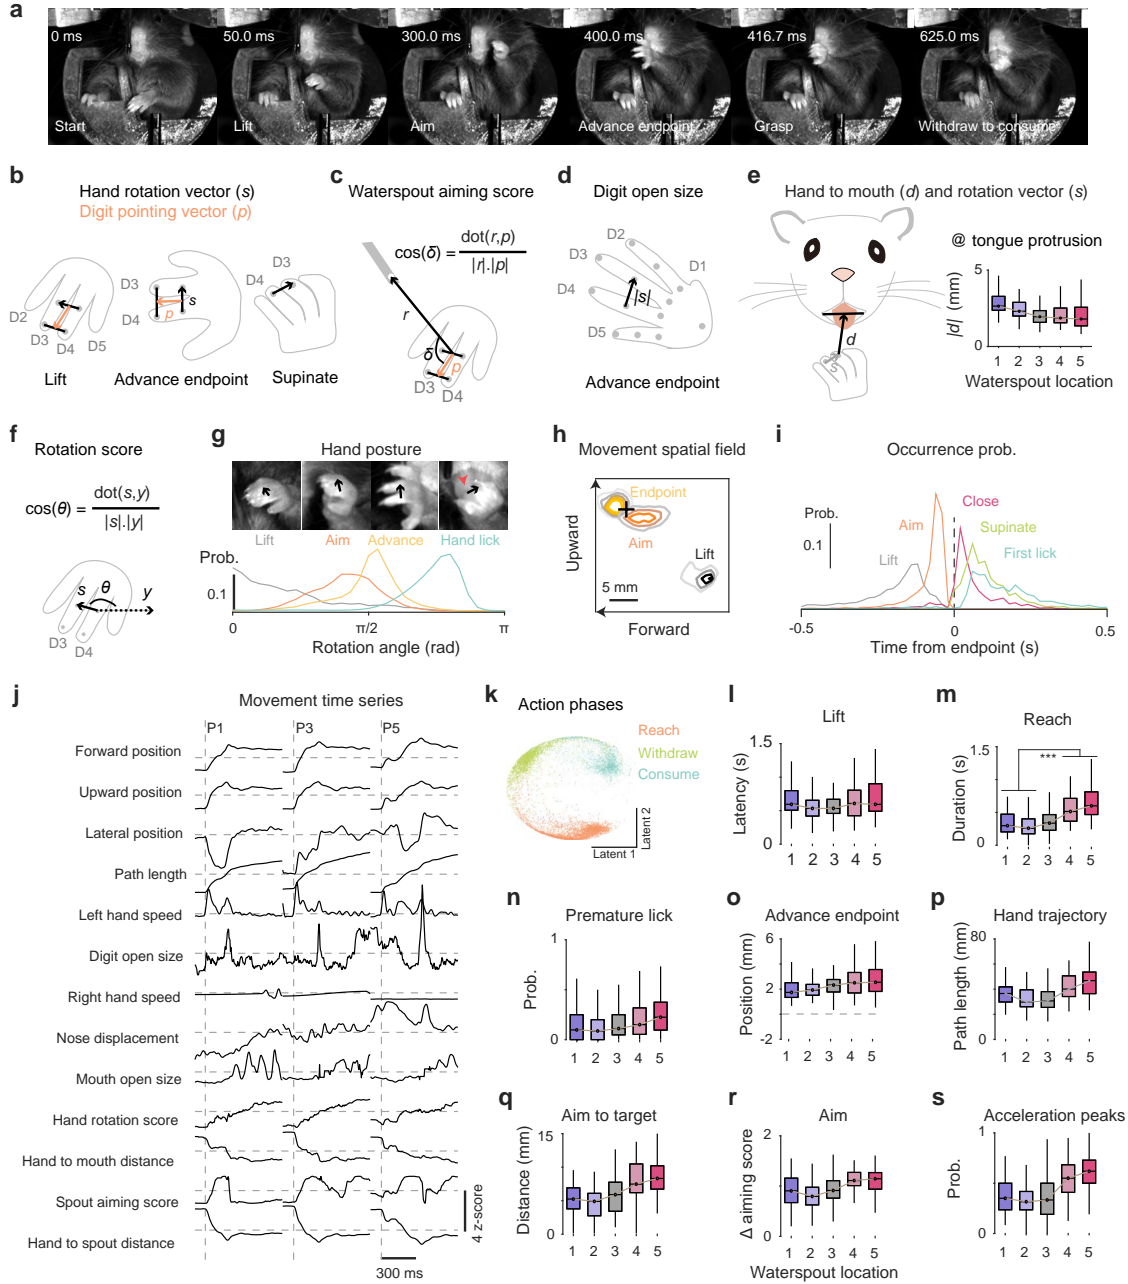 a
0 ms
50.0 ms
300.0 ms
400.0 ms
416.7 ms
625.0 ms
Start
Lift
Aim
Advance endpoint
Grasp
Withdraw to consume
b
Hand rotation vector (s)
Digit pointing vector (p)
D2
D3
D4
D5
D3
D4
s
p
D3
D4
Lift
Advance endpoint
Supinate
c
Waterspout aiming score
cos(δ) = dot(r,p) / |r|.|p|
r
δ
p
D3
D4
d
Digit open size
D2
D3
D1
D4
|s|
D5
Advance endpoint
e
Hand to mouth (d) and rotation vector (s)
@ tongue protrusion
d
s
|d| (mm)
5
0
1 2 3 4 5
Waterspout location
f
Rotation score
cos(θ) = dot(s,y) / |s|.|y|
s
θ
y
D3
D4
g
Hand posture
Prob.
Lift
Aim
Advance
Hand lick
0.1
0
π/2
π
Rotation angle (rad)
h
Movement spatial field
Endpoint
Aim
Lift
Upward
5 mm
Forward
i
Occurrence prob.
Prob.
0.1
Lift
Aim
Close
Supinate
First lick
-0.5
0
0.5
Time from endpoint (s)
j
Movement time series
P1
P3
P5
Forward position
Upward position
Lateral position
Path length
Left hand speed
Digit open size
Right hand speed
Nose displacement
Mouth open size
Hand rotation score
Hand to mouth distance
Spout aiming score
Hand to spout distance
4 z-score
300 ms
k
Action phases
Reach
Withdraw
Consume
Latent 1
Latent 2
l
Lift
Latency (s)
1.5
0
1 2 3 4 5
m
Reach
Duration (s)
1.5
0
***
1 2 3 4 5
n
Premature lick
Prob.
1
0
1 2 3 4 5
o
Advance endpoint
Position (mm)
6
2
-2
1 2 3 4 5
p
Hand trajectory
Path length (mm)
80
40
0
1 2 3 4 5
q
Aim to target
Distance (mm)
15
0
1 2 3 4 5
r
Aim
Δ aiming score
2
1
0
1 2 3 4 5
Waterspout location
s
Acceleration peaks
Prob.
1
0
1 2 3 4 5